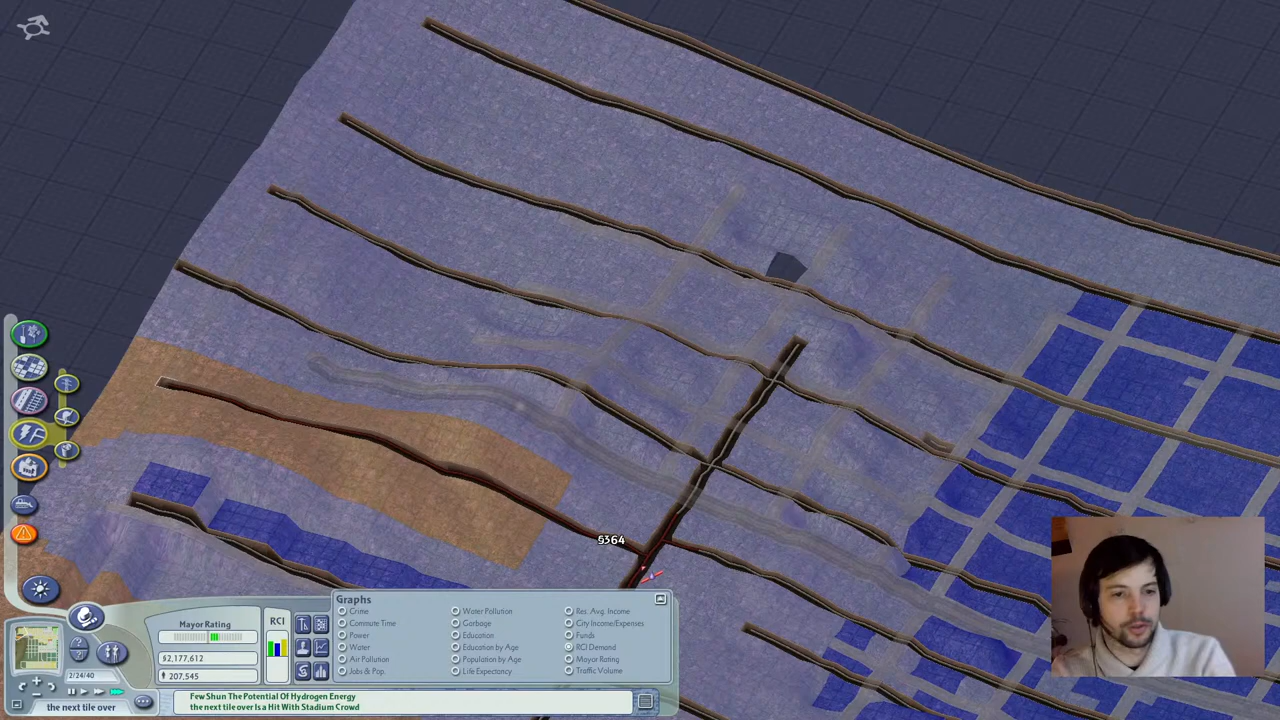 §364
Graphs
Crime
Water Pollution
Res. Avg. Income
Commute Time
Garbage
City Income/Expenses
Power
Education
Funds
Water
Education by Age
RCI Demand
Air Pollution
Population by Age
Mayor Rating
Jobs & Pop.
Life Expectancy
Traffic Volume
Mayor Rating
RCI
§2,177,612
207,545
2/24/40
the next tile over
Few Shun The Potential Of Hydrogen Energy
the next tile over Is a Hit With Stadium Crowd